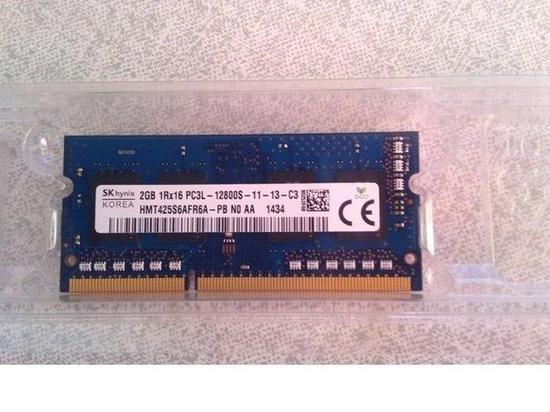 SK hynix
KOREA
2GB 1Rx16 PC3L-12800S-11-13-C3
HMT425S6AFR6A-PB N0 AA 1434
CE